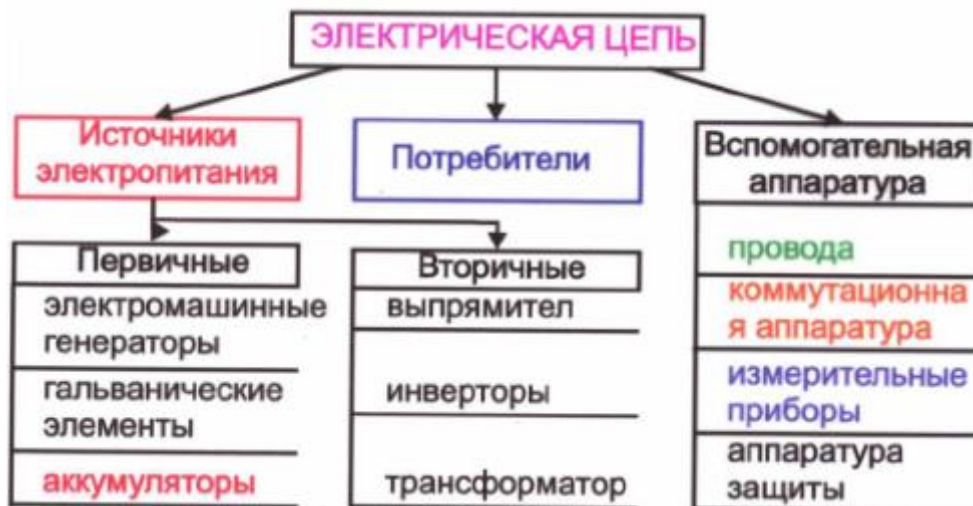 ЭЛЕКТРИЧЕСКАЯ ЦЕПЬ
Источники
электропитания
Потребители
Вспомогательная
аппаратура
Первичные
электромашинные
генераторы
гальванические
элементы
аккумуляторы
Вторичные
выпрямител
инверторы
трансформатор
провода
коммутационна
я аппаратура
измерительные
приборы
аппаратура
защиты